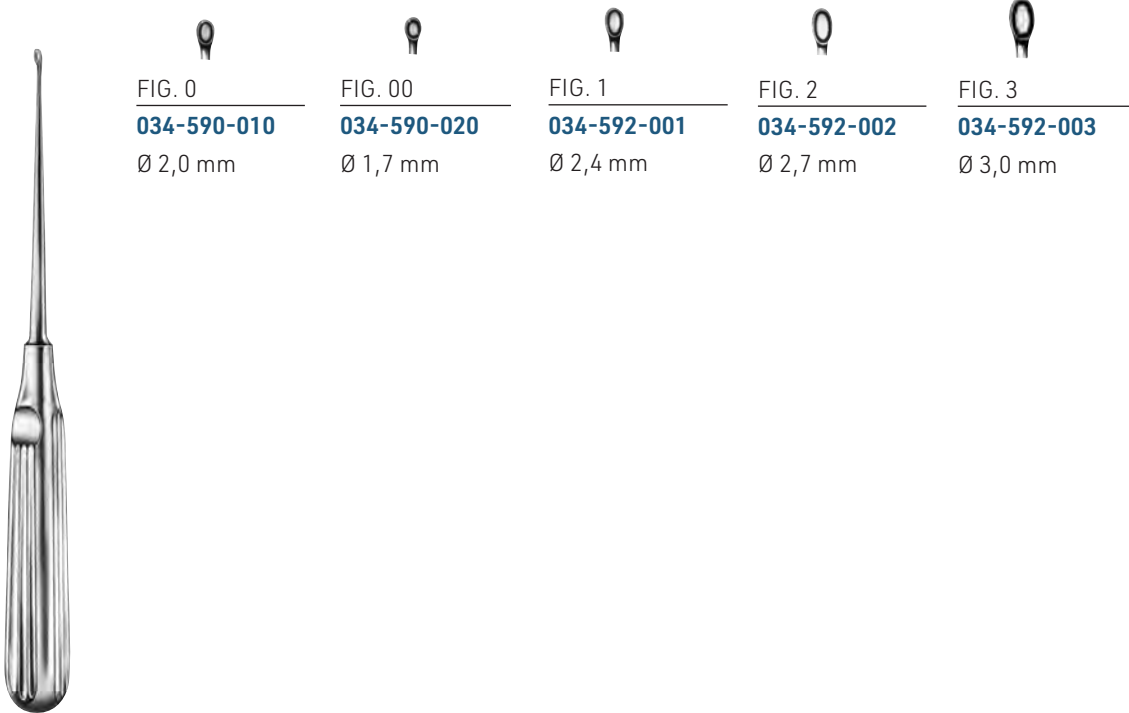 FIG. 0
034-590-010
Ø 2,0 mm
FIG. 00
034-590-020
Ø 1,7 mm
FIG. 1
034-592-001
Ø 2,4 mm
FIG. 2
034-592-002
Ø 2,7 mm
FIG. 3
034-592-003
Ø 3,0 mm